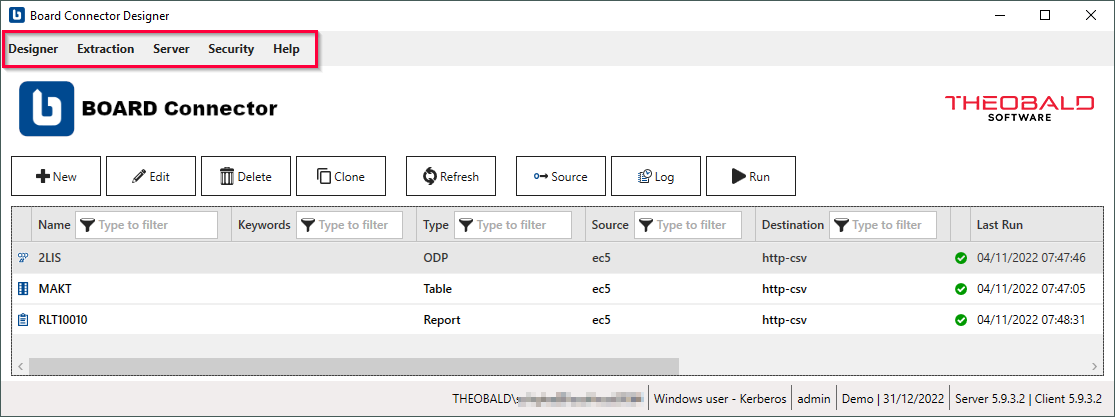 Board Connector Designer
Designer Extraction Server Security Help
BOARD Connector
THEOBALD
SOFTWARE
New Edit Delete Clone Refresh Source Log Run
Name Type to filter Keywords Type to filter Type Type to filter Source Type to filter Destination Type to filter Last Run
2LIS ODP ec5 http-csv 04/11/2022 07:47:46
MAKT Table ec5 http-csv 04/11/2022 07:47:05
RLT10010 Report ec5 http-csv 04/11/2022 07:48:31
THEOBALD\ Windows user - Kerberos admin Demo | 31/12/2022 Server 5.9.3.2 | Client 5.9.3.2